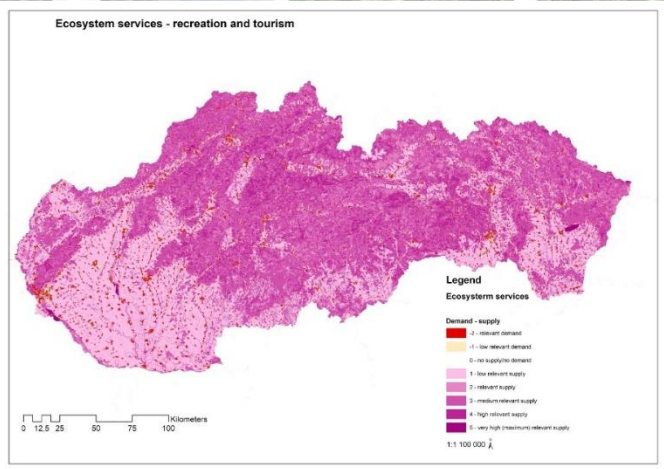 Ecosystem services - recreation and tourism
Legend
Ecosysterm services
Demand - supply
-2 - relevant demand
-1 - low relevant demand
0 - no supply/no demand
1 - low relevant supply
2 - relevant supply
3 - medium relevant supply
4 - high relevant supply
5 - very high (maximum) relevant supply
1:1 100 000
Kilometers
0 12,5 25 50 75 100